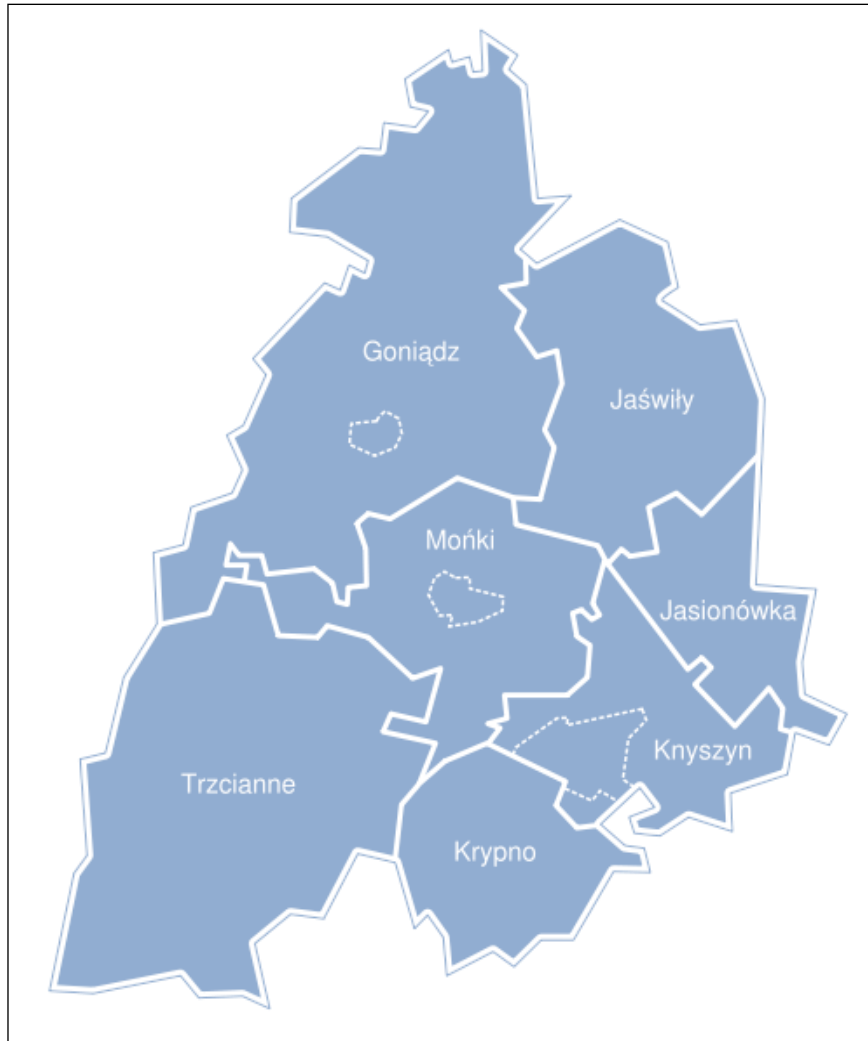 Goniądz
Jaświły
Mońki
Jasionówka
Knyszyn
Trzcianne
Krypno